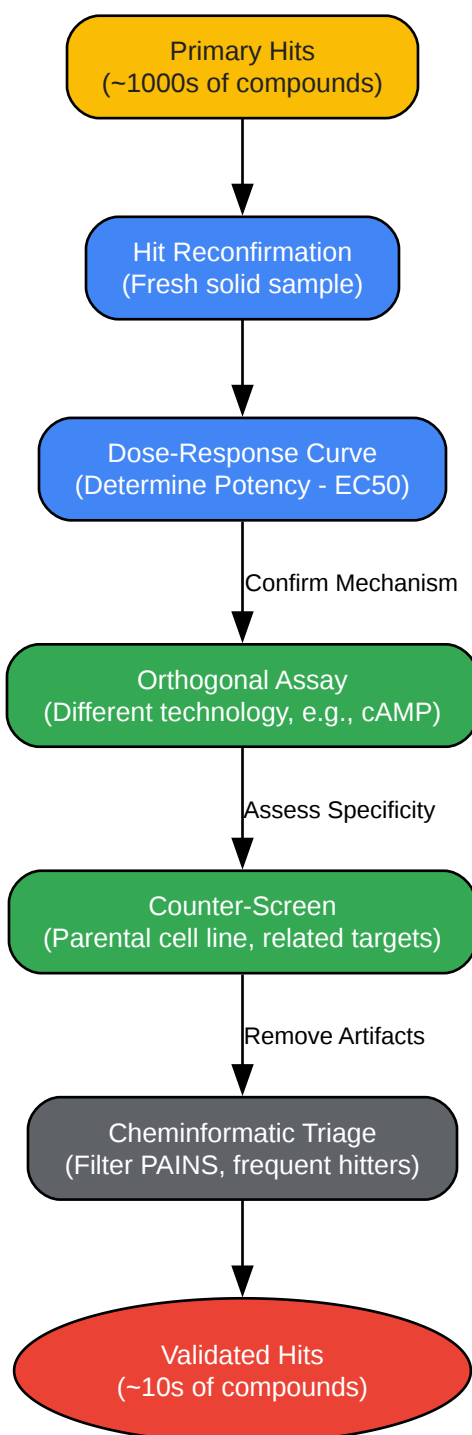 Primary Hits
(~1000s of compounds)
Hit Reconfirmation
(Fresh solid sample)
Dose-Response Curve
(Determine Potency - EC50)
Confirm Mechanism
Orthogonal Assay
(Different technology, e.g., cAMP)
Assess Specificity
Counter-Screen
(Parental cell line, related targets)
Remove Artifacts
Cheminformatic Triage
(Filter PAINS, frequent hitters)
Validated Hits
(~10s of compounds)